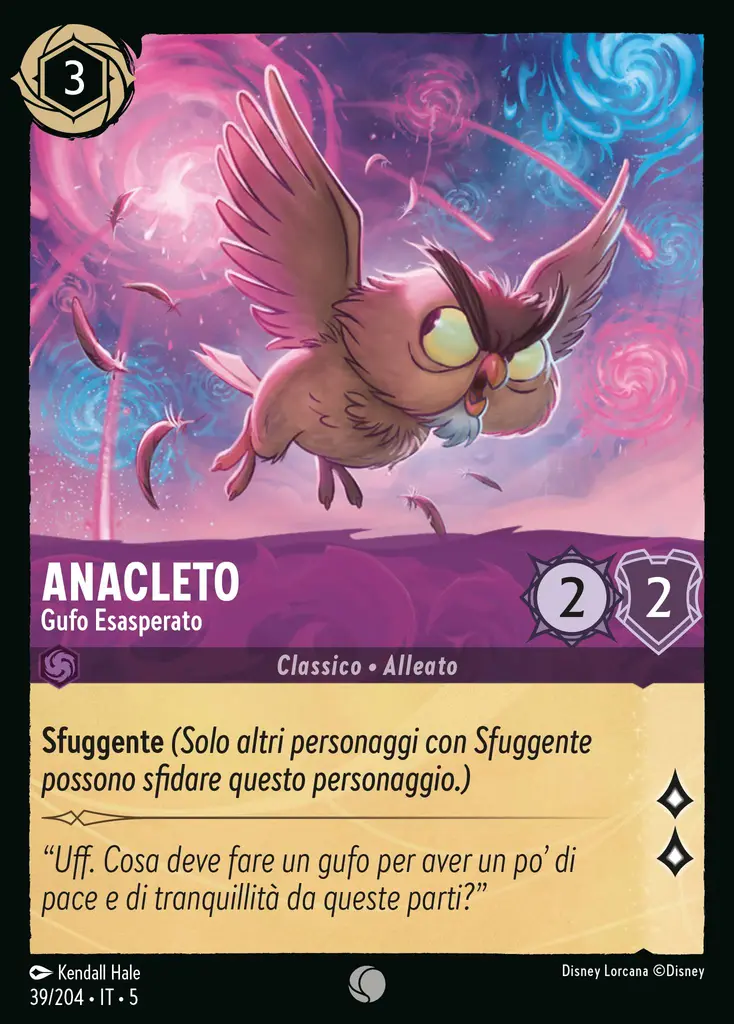 3
ANACLETO
Gufo Esasperato
2
2
Classico • Alleato
Sfuggente (Solo altri personaggi con Sfuggente
possono sfidare questo personaggio.)
“Uff. Cosa deve fare un gufo per aver un po’ di
pace e di tranquillità da queste parti?”
Kendall Hale
Disney Lorcana ©Disney
39/204 • IT • 5